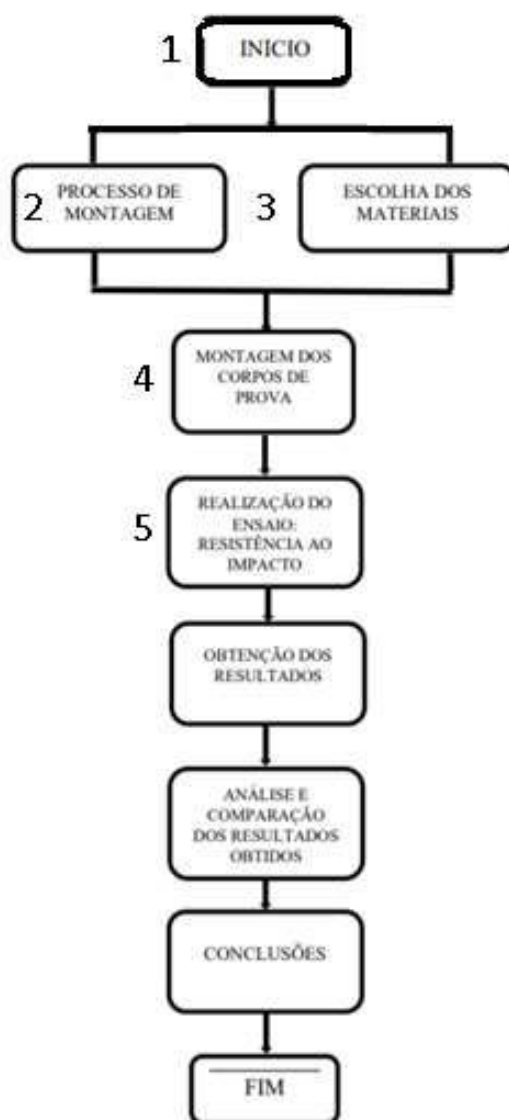 1
INICIO
2
PROCESSO DE
MONTAGEM
3
ESCOLHA DOS
MATERIAIS
4
MONTAGEM DOS
CORPOS DE
PROVA
5
REALIZAÇÃO DO
ENSAIO:
RESISTÊNCIA AO
IMPACTO
OBTENÇÃO DOS
RESULTADOS
ANÁLISE E
COMPARAÇÃO
DOS RESULTADOS
OBTIDOS
CONCLUSÕES
FIM